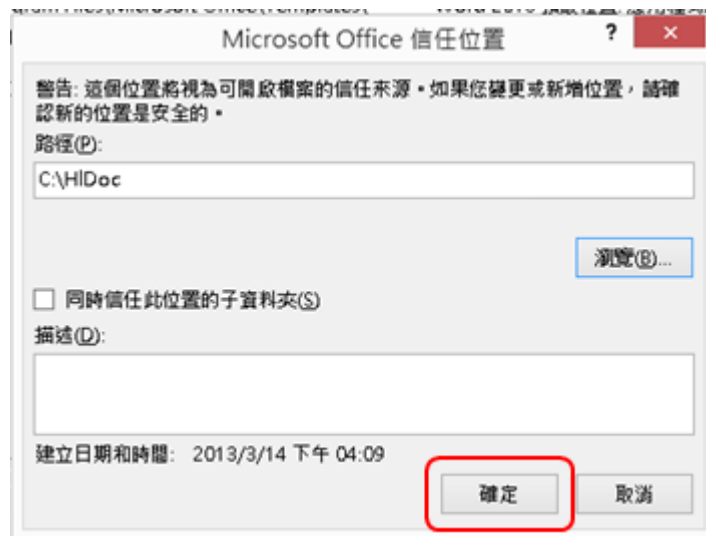 Microsoft Office 信任位置
?
警告: 這個位置將視為可開啟檔案的信任來源。如果您變更或新增位置，請確
認新的位置是安全的。
路徑(P):
C:\HlDoc
瀏覽(B)...
同時信任此位置的子資料夾(S)
描述(D):
建立日期和時間: 2013/3/14 下午 04:09
確定
取消